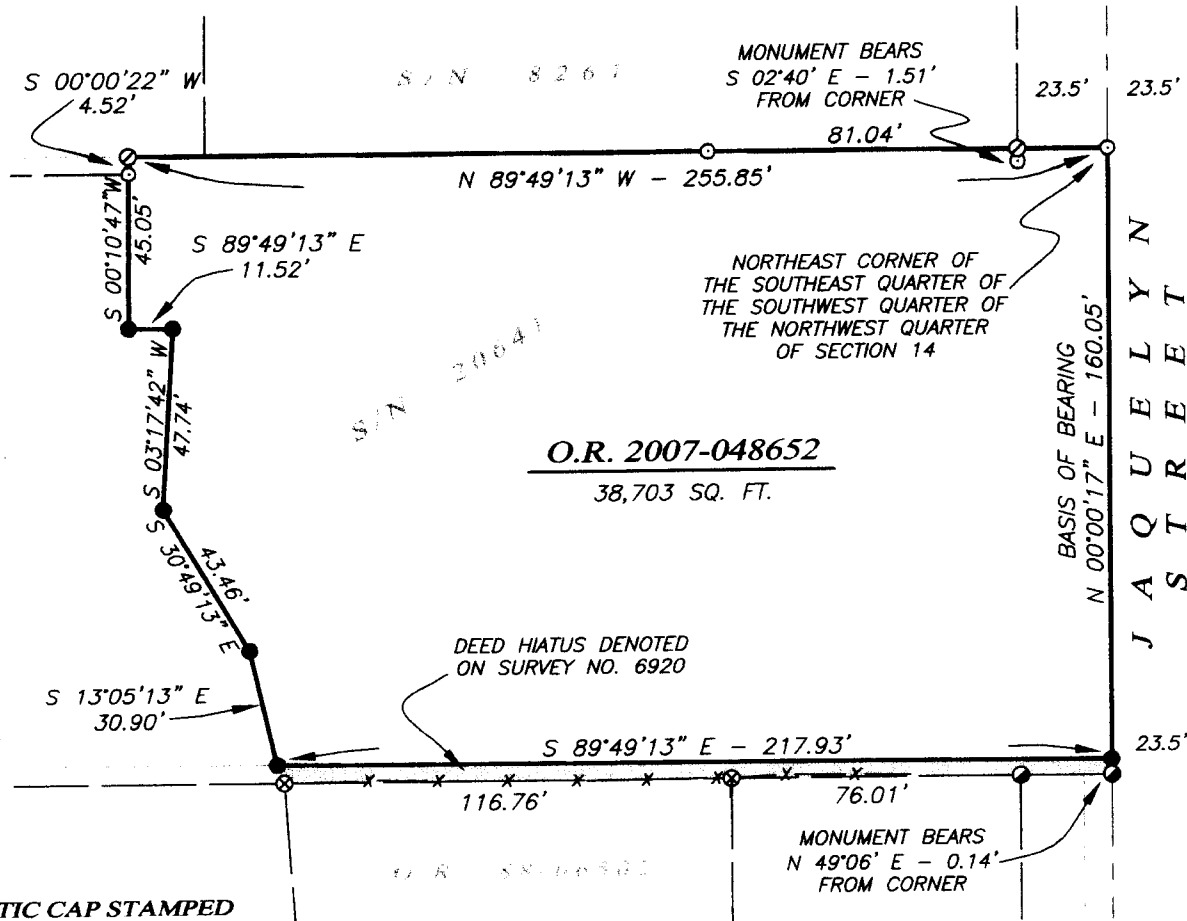 S 00°00'22" W
4.52'
S/N 8261
MONUMENT BEARS
S 02°40' E - 1.51'
FROM CORNER
81.04'
23.5'
23.5'
N 89°49'13" W - 255.85'
S 00°10'47" W
45.05'
S 89°49'13" E
11.52'
NORTHEAST CORNER OF
THE SOUTHEAST QUARTER OF
THE SOUTHWEST QUARTER OF
THE NORTHWEST QUARTER
OF SECTION 14
S/N 20641
S 03°17'42" W
47.74'
O.R. 2007-048652
38,703 SQ. FT.
BASIS OF BEARING
N 00°00'17" E - 160.05'
JAQUELYN
STREET
43.46'
S 30°49'13" E
DEED HIATUS DENOTED
ON SURVEY NO. 6920
S 13°05'13" E
30.90'
S 89°49'13" E - 217.93'
23.5'
116.76'
76.01'
MONUMENT BEARS
N 49°06' E - 0.14'
FROM CORNER
O.R.
TIC CAP STAMPED